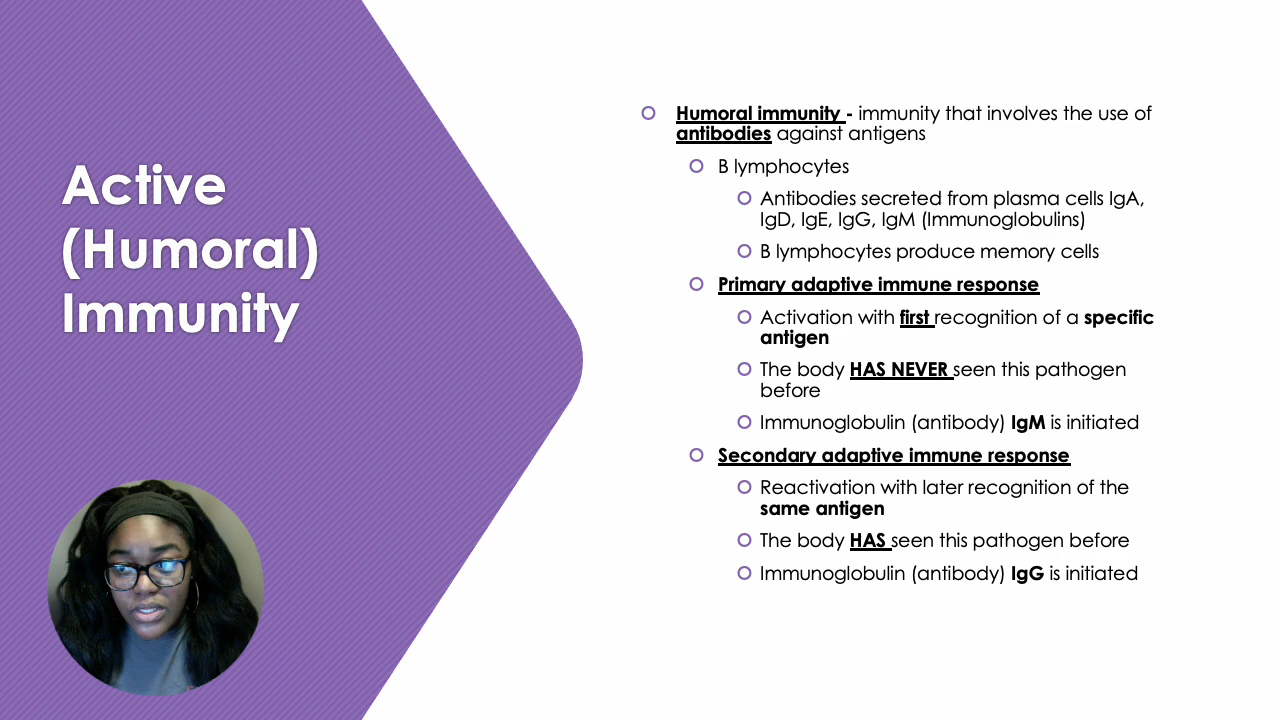 Active
(Humoral)
Immunity
Humoral immunity - immunity that involves the use of
antibodies against antigens
B lymphocytes
Antibodies secreted from plasma cells IgA,
IgD, IgE, IgG, IgM (Immunoglobulins)
B lymphocytes produce memory cells
Primary adaptive immune response
Activation with first recognition of a specific
antigen
The body HAS NEVER seen this pathogen
before
Immunoglobulin (antibody) IgM is initiated
Secondary adaptive immune response
Reactivation with later recognition of the
same antigen
The body HAS seen this pathogen before
Immunoglobulin (antibody) IgG is initiated